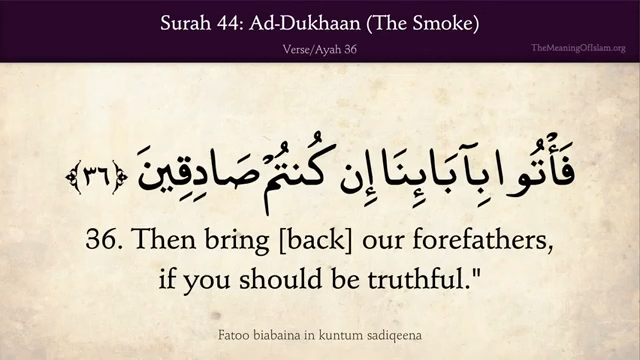 Surah 44: Ad-Dukhaan (The Smoke)
Verse/Ayah 36
TheMeaningOfIslam.org
فَأْتُوا بِآبَائِنَا إِن كُنتُمْ صَادِقِينَ ﴿٣٦﴾
36. Then bring [back] our forefathers,
if you should be truthful."
Fatoo biabaina in kuntum sadiqeena